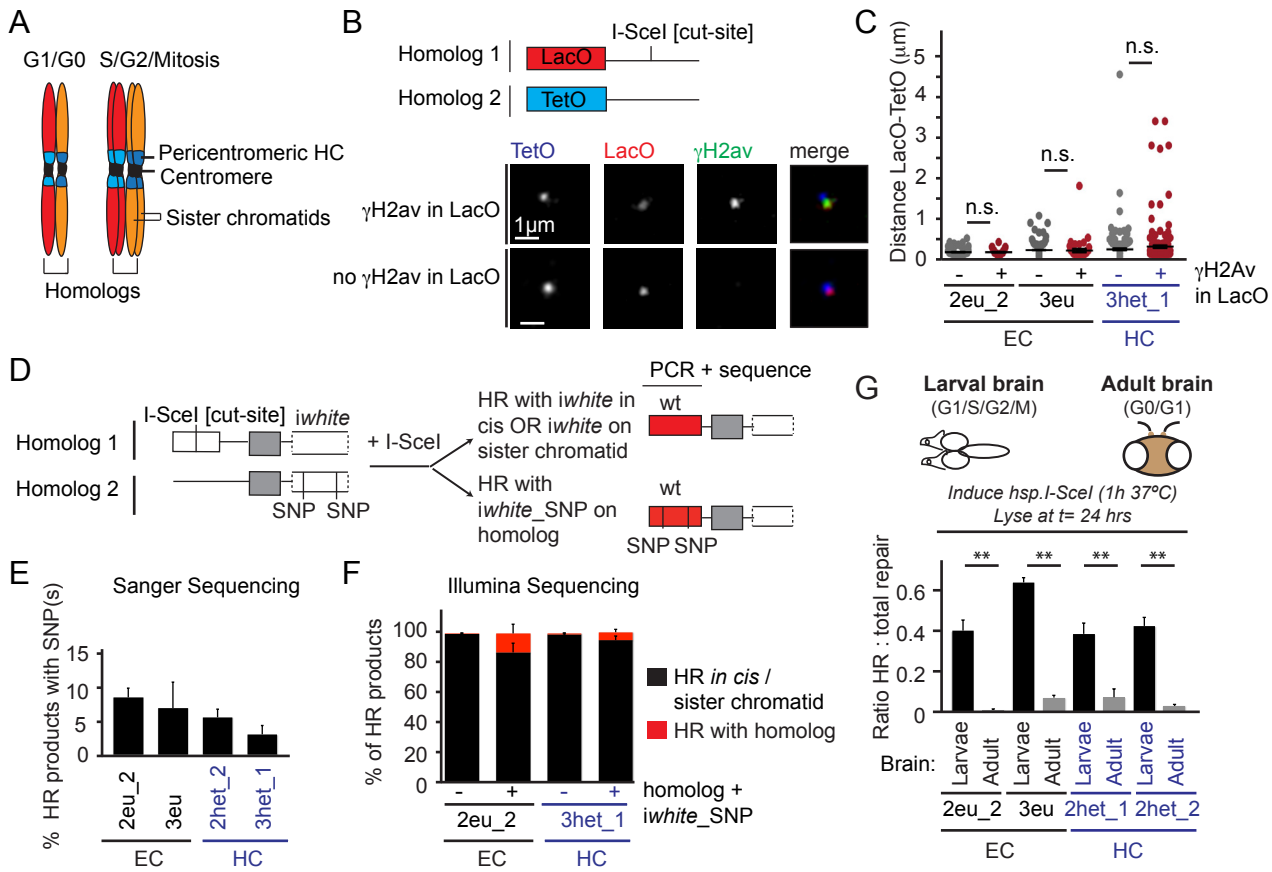 A
G1/G0 S/G2/Mitosis
Pericentromeric HC
Centromere
Sister chromatids
Homologs
B
I-SceI [cut-site]
Homolog 1
LacO
Homolog 2
TetO
TetO LacO γH2av merge
γH2av in LacO
1μm
no γH2av in LacO
C
Distance LacO-TetO (μm)
5
4
3
2
1
0
n.s.
n.s.
n.s.
- + - + - +
γH2Av
in LacO
2eu_2 3eu 3het_1
EC HC
D
I-SceI [cut-site] iwhite
Homolog 1
Homolog 2
SNP SNP
+ I-SceI
HR with iwhite in
cis OR iwhite on
sister chromatid
HR with
iwhite_SNP on
homolog
PCR + sequence
wt
wt
SNP SNP
E
Sanger Sequencing
% HR products with SNP(s)
15
10
5
0
2eu_2 3eu 2het_2 3het_1
EC HC
F
Illumina Sequencing
% of HR products
100
80
60
40
20
0
- + - +
homolog +
iwhite_SNP
2eu_2 3het_1
EC HC
HR in cis /
sister chromatid
HR with homolog
G
Larval brain
(G1/S/G2/M)
Adult brain
(G0/G1)
Induce hsp.I-SceI (1h 37ºC)
Lyse at t= 24 hrs
Ratio HR : total repair
0.6
0.4
0.2
0
** ** ** **
Brain:
Larvae Adult Larvae Adult Larvae Adult Larvae Adult
2eu_2 3eu 2het_1 2het_2
EC HC